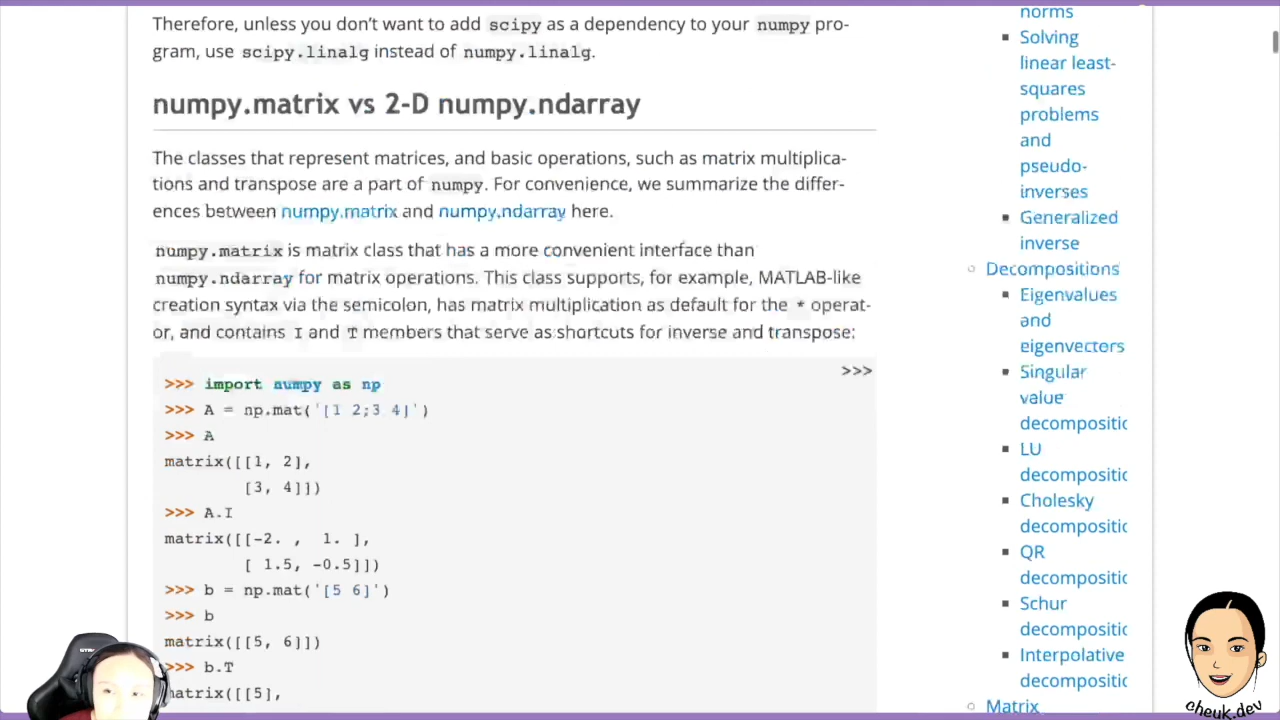 Therefore, unless you don’t want to add scipy as a dependency to your numpy pro-
gram, use scipy.linalg instead of numpy.linalg.
numpy.matrix vs 2-D numpy.ndarray
The classes that represent matrices, and basic operations, such as matrix multiplica-
tions and transpose are a part of numpy. For convenience, we summarize the differ-
ences between numpy.matrix and numpy.ndarray here.
numpy.matrix is matrix class that has a more convenient interface than
numpy.ndarray for matrix operations. This class supports, for example, MATLAB-like
creation syntax via the semicolon, has matrix multiplication as default for the * operat-
or, and contains I and T members that serve as shortcuts for inverse and transpose:
>>>
>>> import numpy as np
>>> A = np.mat('[1 2;3 4]')
>>> A
matrix([[1, 2],
[3, 4]])
>>> A.I
matrix([[-2. , 1. ],
[ 1.5, -0.5]])
>>> b = np.mat('[5 6]')
>>> b
matrix([[5, 6]])
>>> b.T
matrix([[5],
norms
Solving
linear least-
squares
problems
and
pseudo-
inverses
Generalized
inverse
Decompositions
Eigenvalues
and
eigenvectors
Singular
value
decompositic
LU
decompositic
Cholesky
decompositic
QR
decompositic
Schur
decompositic
Interpolative
decompositic
Matrix
cheuk.dev